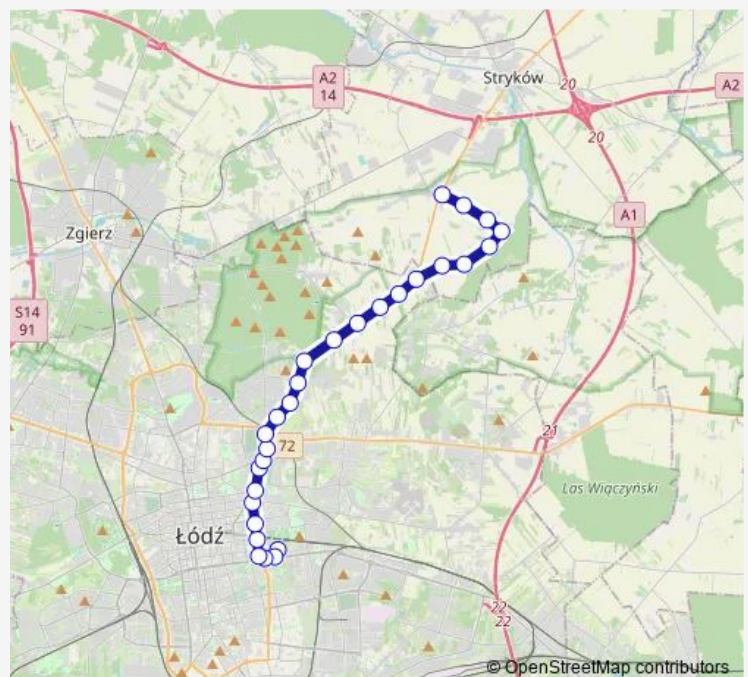 20
Stryków
A2
14
A2
20
A1
Zgierz
S14
91
72
21
Las Wiączyński
Łódź
22
22
© OpenStreetMap contributors